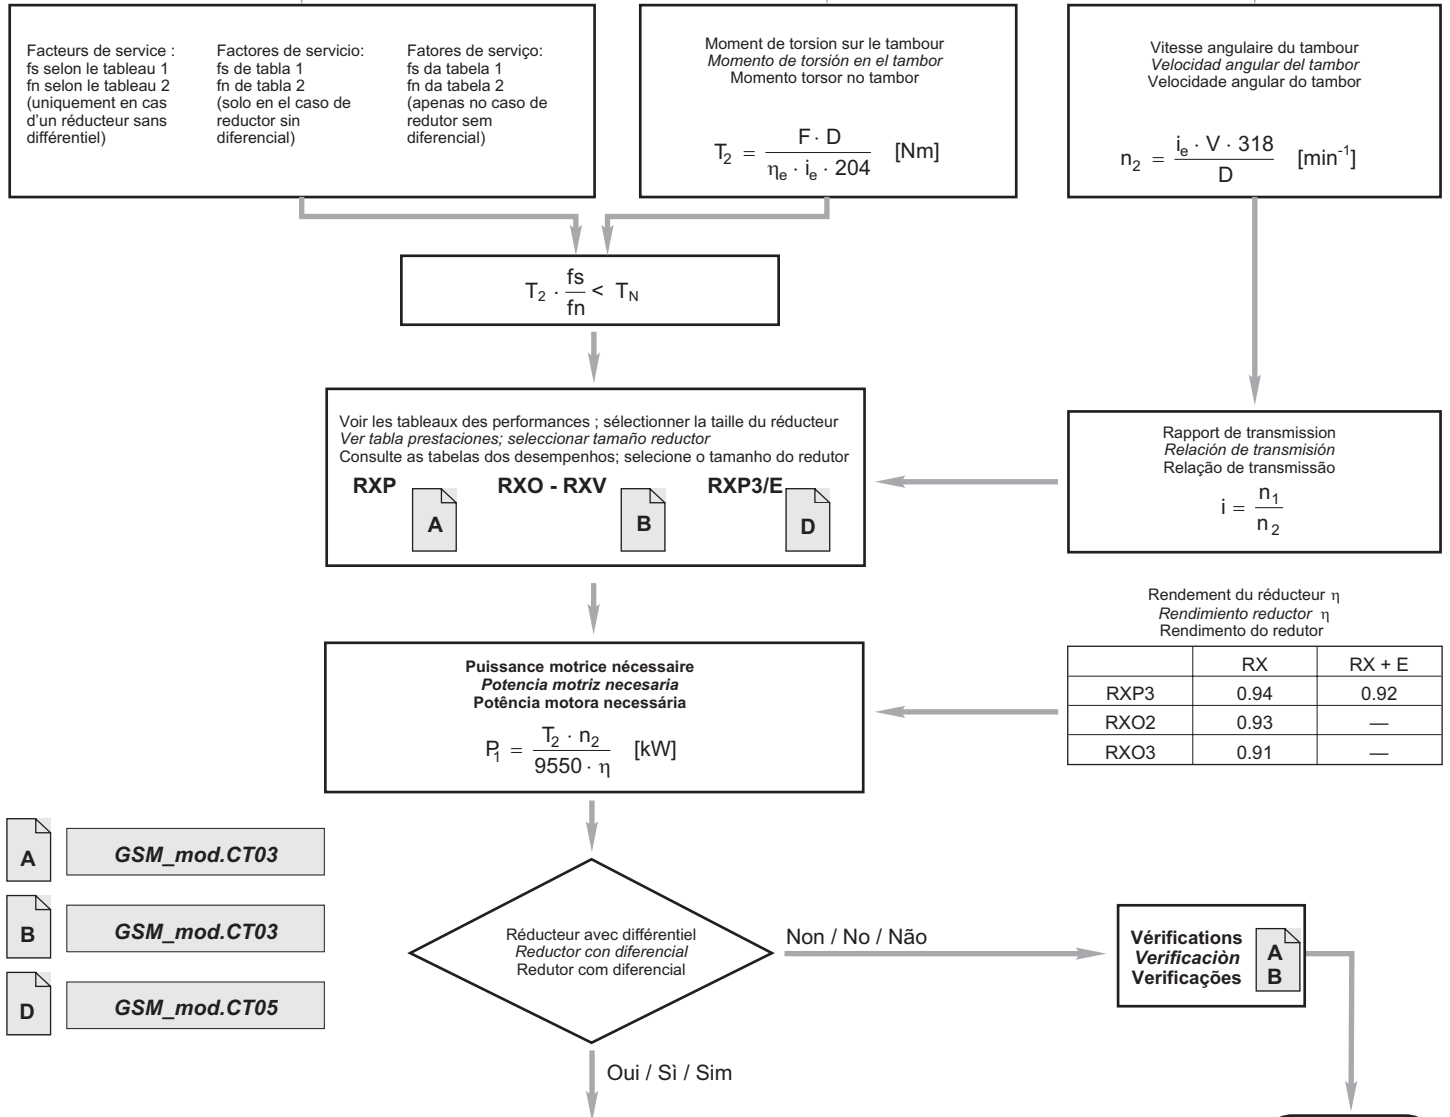 Facteurs de service :
fs selon le tableau 1
fn selon le tableau 2
(uniquement en cas
d'un réducteur sans
différentiel)
Factores de servicio:
fs de tabla 1
fn de tabla 2
(solo en el caso de
reductor sin
diferencial)
Fatores de serviço:
fs da tabela 1
fn da tabela 2
(apenas no caso de
redutor sem
diferencial)
Moment de torsion sur le tambour
Momento de torsión en el tambor
Momento torsor no tambor
T₂ = F · D / ηₑ · iₑ · 204 [Nm]
Vitesse angulaire du tambour
Velocidad angular del tambor
Velocidade angular do tambor
n₂ = iₑ · V · 318 / D [min⁻¹]
T₂ · fs / fn < T_N
Voir les tableaux des performances ; sélectionner la taille du réducteur
Ver tabla prestaciones; seleccionar tamaño reductor
Consulte as tabelas dos desempenhos; selecione o tamanho do redutor
RXP A RXO - RXV B RXP3/E D
Rapport de transmission
Relación de transmisión
Relação de transmissão
i = n₁ / n₂
Rendement du réducteur η
Rendimiento reductor η
Rendimento do redutor
RX RX + E
RXP3 0.94 0.92
RXO2 0.93 —
RXO3 0.91 —
Puissance motrice nécessaire
Potencia motriz necesaria
Potência motora necessária
P₁ = T₂ · n₂ / 9550 · η [kW]
A GSM_mod.CT03
B GSM_mod.CT03
D GSM_mod.CT05
Réducteur avec différentiel
Reductor con diferencial
Redutor com diferencial
Non / No / Não
Vérifications
Verificaciòn
Verificações
A
B
Oui / Sì / Sim